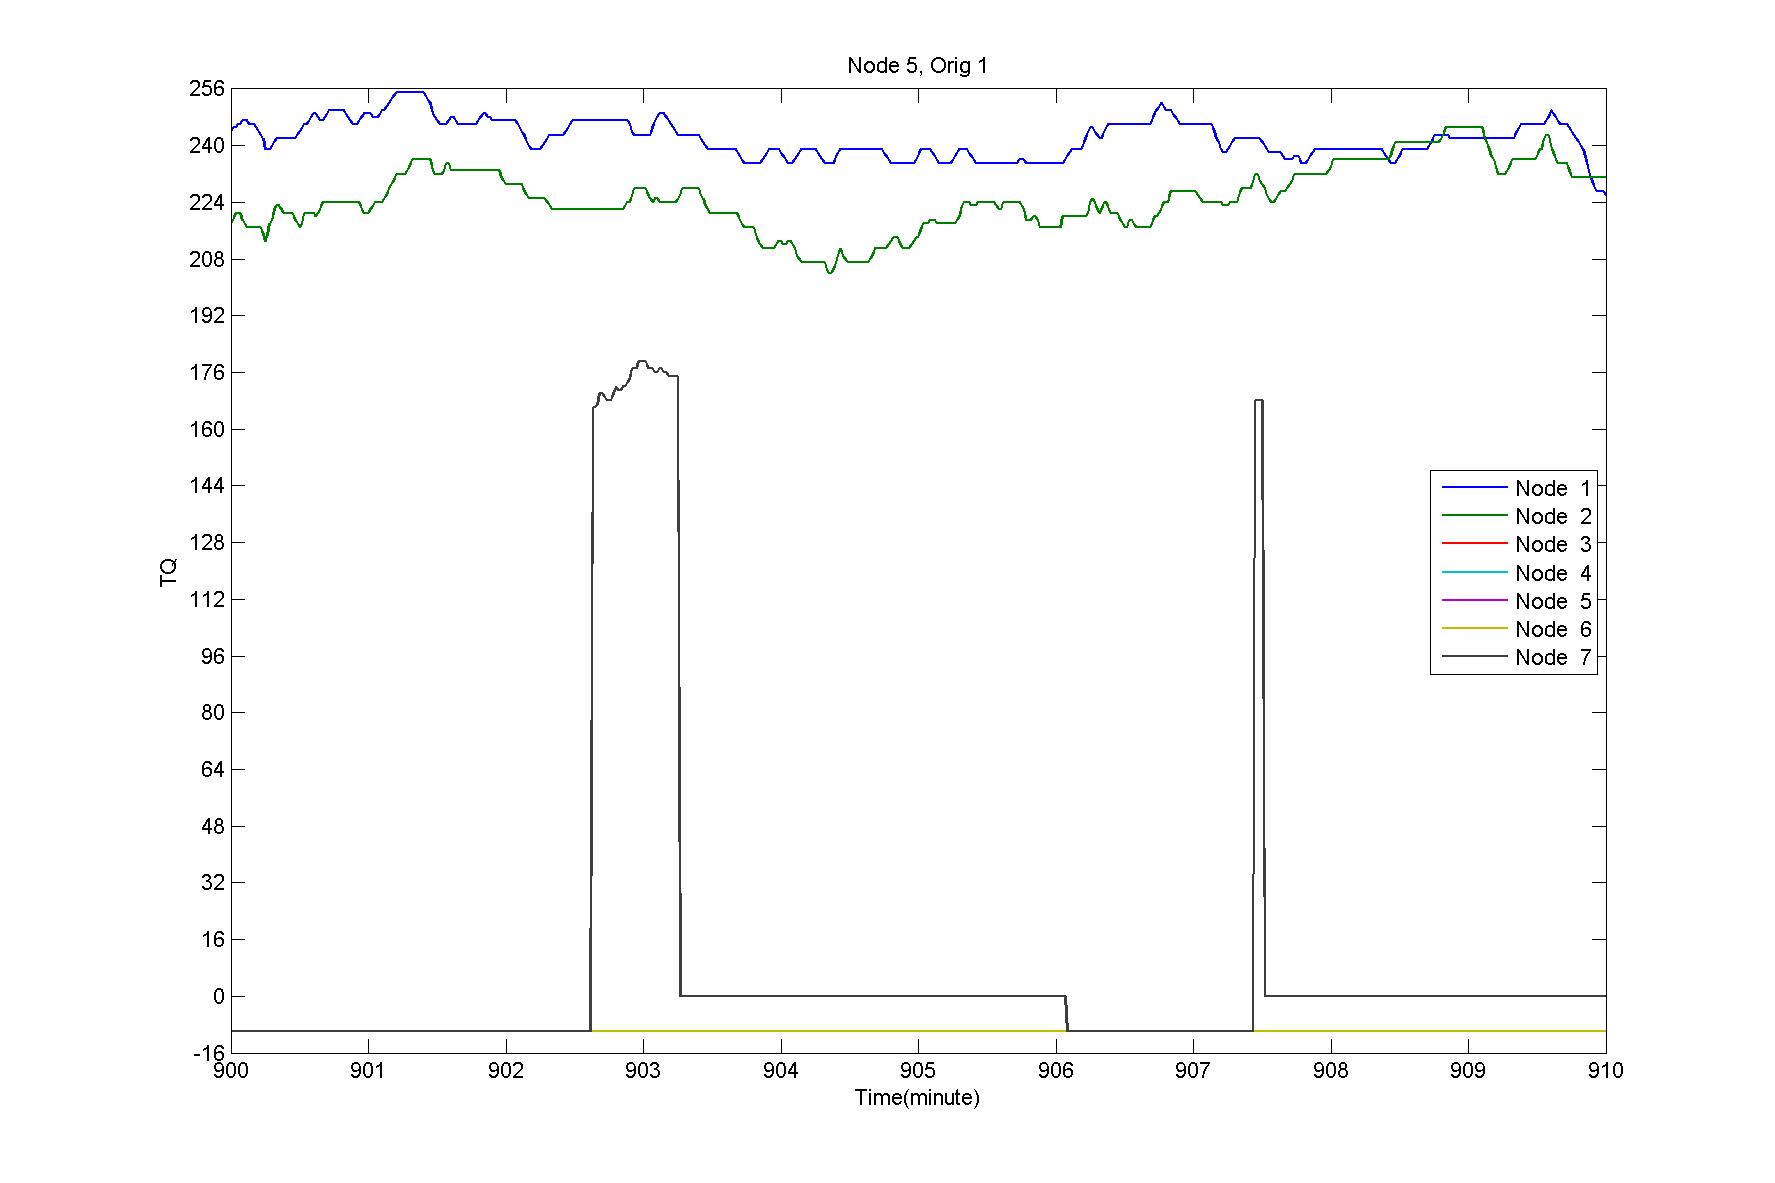 Node 5, Orig 1
256
240
224
208
192
176
160
144
128
112
96
80
64
48
32
16
0
-16
TQ
Node 1
Node 2
Node 3
Node 4
Node 5
Node 6
Node 7
900 901 902 903 904 905 906 907 908 909 910
Time(minute)